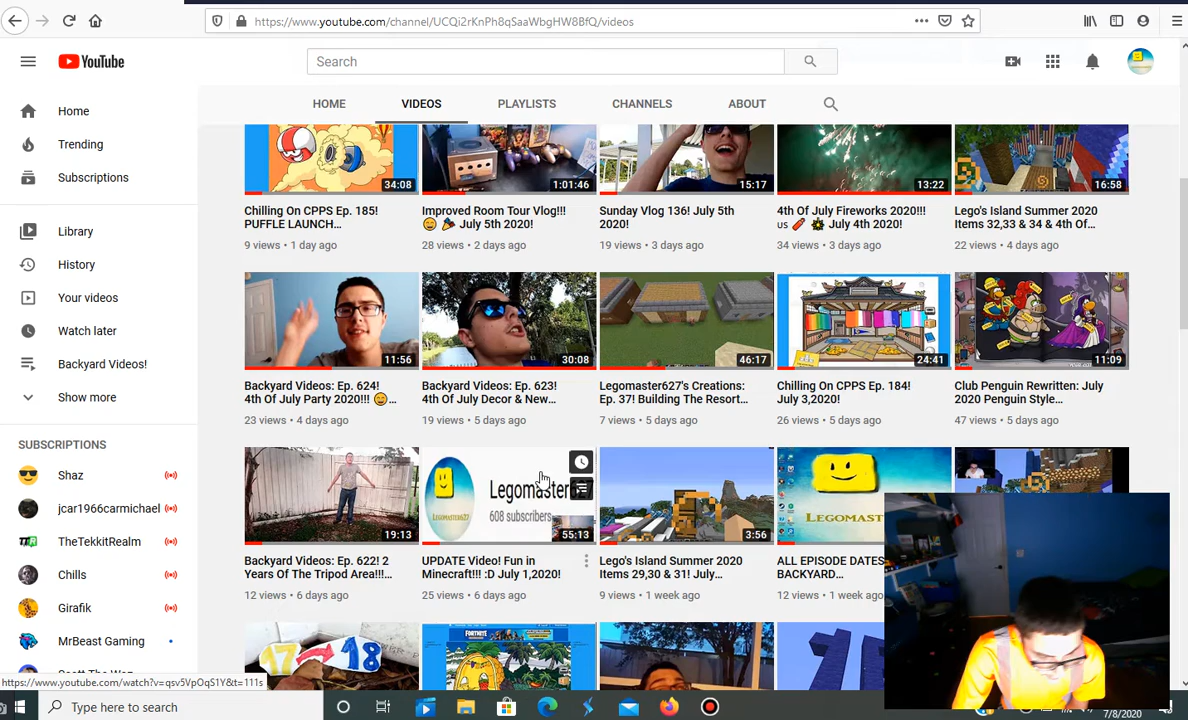 https://www.youtube.com/channel/UCQi2rKnPh8qSaaWbgHW8BfQ/videos
YouTube
Search
HOME
VIDEOS
PLAYLISTS
CHANNELS
ABOUT
Home
Trending
Subscriptions
Library
History
Your videos
Watch later
Backyard Videos!
Show more
SUBSCRIPTIONS
Shaz
jcar1966carmichael
TheTekkitRealm
Chills
Girafik
MrBeast Gaming
34:08
Chilling On CPPS Ep. 185!
PUFFLE LAUNCH...
9 views • 1 day ago
1:01:46
Improved Room Tour Vlog!!!
😄 🎉 July 5th 2020!
28 views • 2 days ago
15:17
Sunday Vlog 136! July 5th
2020!
19 views • 3 days ago
13:22
4th Of July Fireworks 2020!!!
US 🧨 🎆 July 4th 2020!
34 views • 3 days ago
16:58
Lego's Island Summer 2020
Items 32,33 & 34 & 4th Of...
22 views • 4 days ago
11:56
Backyard Videos: Ep. 624!
4th Of July Party 2020!!! 😄...
23 views • 4 days ago
30:08
Backyard Videos: Ep. 623!
4th Of July Decor & New...
19 views • 5 days ago
46:17
Legomaster627's Creations:
Ep. 37! Building The Resort...
7 views • 5 days ago
24:41
Chilling On CPPS Ep. 184!
July 3,2020!
26 views • 5 days ago
11:09
Club Penguin Rewritten: July
2020 Penguin Style...
47 views • 5 days ago
19:13
Backyard Videos: Ep. 622! 2
Years Of The Tripod Area!!!...
12 views • 6 days ago
LEGOMASTER627
608 subscribers
55:13
UPDATE Video! Fun in
Minecraft!!! :D July 1,2020!
25 views • 6 days ago
3:56
Lego's Island Summer 2020
Items 29,30 & 31! July...
9 views • 1 week ago
ALL EPISODE DATES
BACKYARD...
12 views • 1 week ago
17 18
FORTNITE
https://www.youtube.com/watch?v=qsv5VpOqS1Y&t=111s
Type here to search
7/8/2020